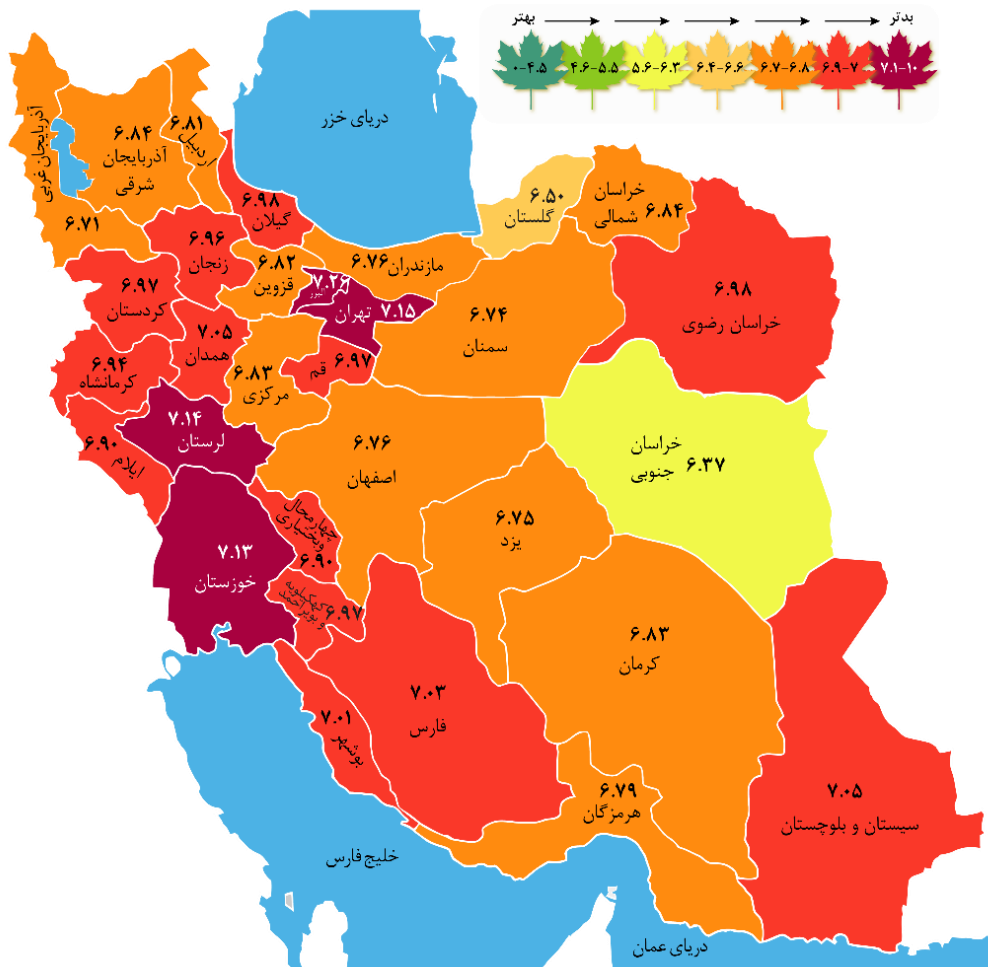 بهتر
بدتر
۰-۴.۵
۴.۶-۵.۵
۵.۶-۶.۳
۶.۴-۶.۶
۶.۷-۶.۸
۶.۹-۷
۷.۱-۱۰
دریای خزر
آذربایجان غربی
۶.۷۱
۶.۸۴
آذربایجان
شرقی
۶.۸۱
اردبیل
۶.۹۸
گیلان
۶.۵۰
گلستان
خراسان
شمالی
۶.۸۴
۶.۹۶
زنجان
۶.۸۲
قزوین
مازندران ۶.۷۶
۶.۹۸
خراسان رضوی
۶.۹۷
کردستان
۷.۲۶
البرز
تهران ۷.۱۵
۶.۷۴
سمنان
۷.۰۵
همدان
۶.۹۴
کرمانشاه
۶.۸۳
مرکزی
قم ۶.۹۷
۷.۱۴
لرستان
۶.۹۰
ایلام
۶.۷۶
اصفهان
خراسان
جنوبی
۶.۳۷
چهارمحال
وبختیاری
۶.۹۰
۶.۷۵
یزد
۷.۱۳
خوزستان
کهکیلویه
و بویراحمد
۶.۹۷
۶.۸۳
کرمان
۷.۰۳
فارس
۷.۰۱
بوشهر
۶.۷۹
هرمزگان
۷.۰۵
سیستان و بلوچستان
خلیج فارس
دریای عمان